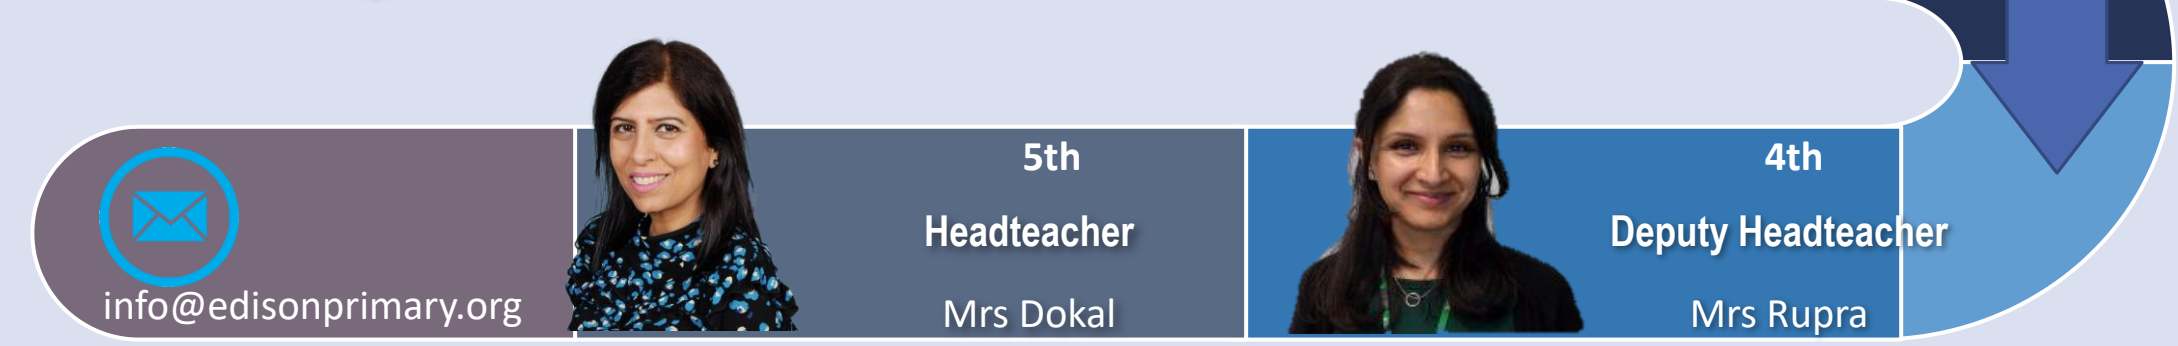 info@edisonprimary.org
5th
Headteacher
Mrs Dokal
4th
Deputy Headteacher
Mrs Rupra